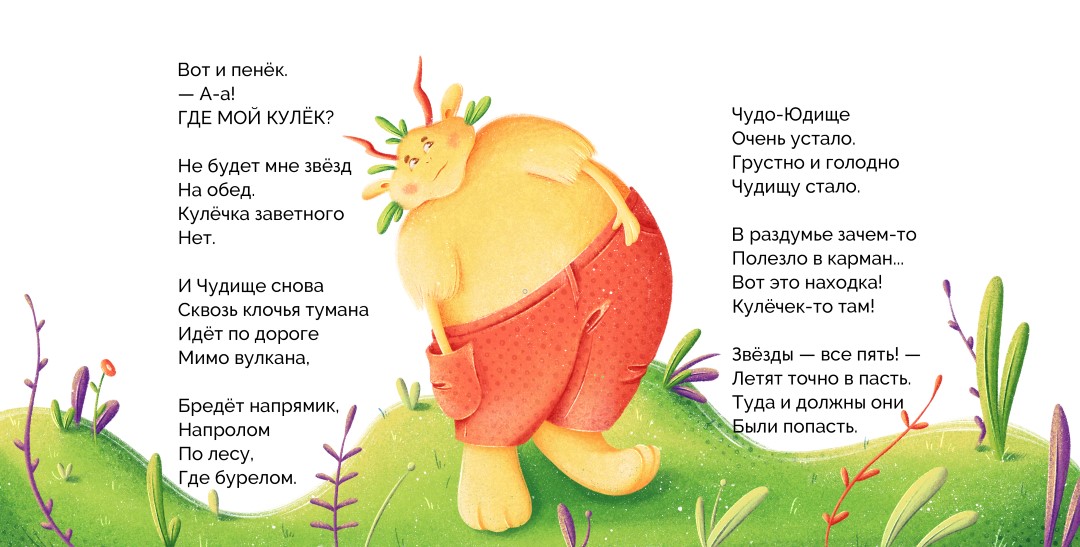 Вот и пенёк.
— А-а!
ГДЕ МОЙ КУЛЁК?
Не будет мне звёзд
На обед.
Кулёчка заветного
Нет.
И Чудище снова
Сквозь клочья тумана
Идёт по дороге
Мимо вулкана,
Бредёт напрямик,
Напролом
По лесу,
Где бурелом.
Чудо-Юдище
Очень устало.
Грустно и голодно
Чудищу стало.
В раздумье зачем-то
Полезло в карман...
Вот это находка!
Кулёчек-то там!
Звёзды — все пять! —
Летят точно в пасть.
Туда и должны они
Были попасть.